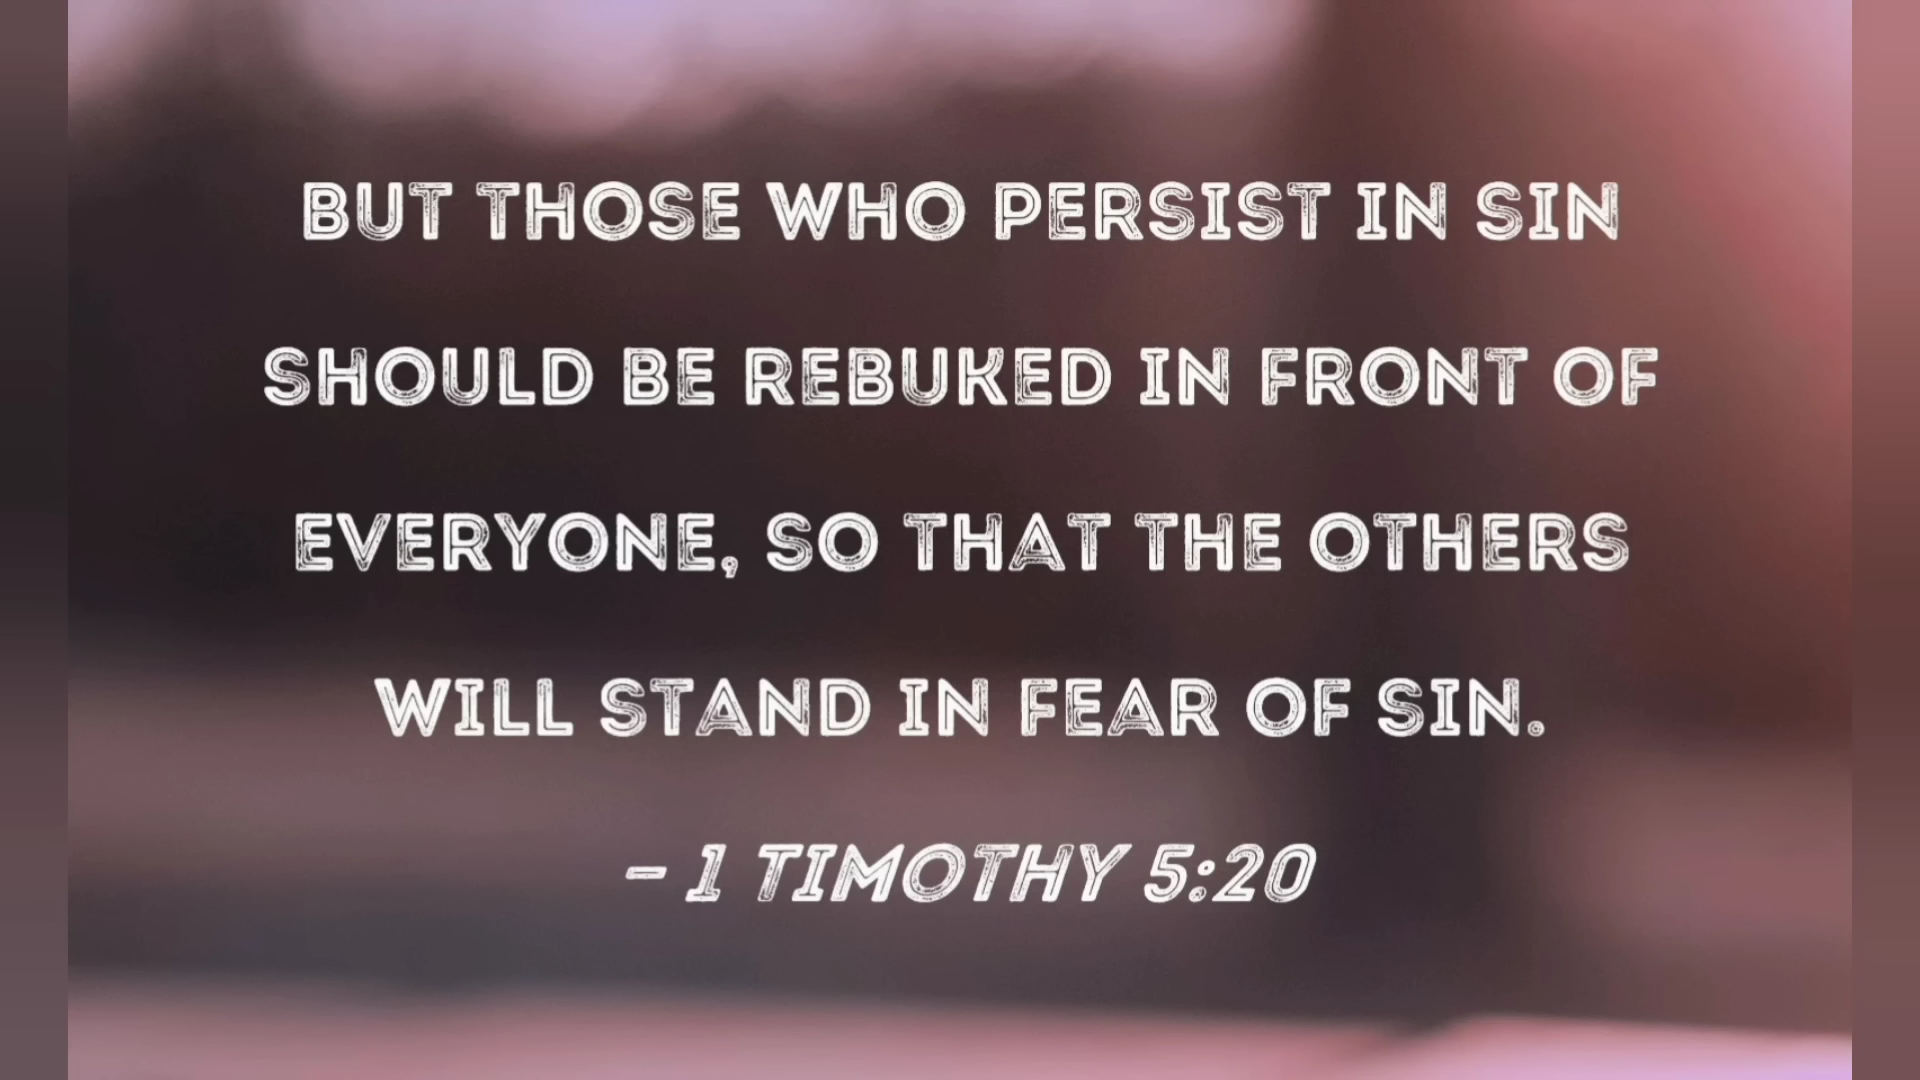 BUT THOSE WHO PERSIST IN SIN
SHOULD BE REBUKED IN FRONT OF
EVERYONE, SO THAT THE OTHERS
WILL STAND IN FEAR OF SIN.
- 1 TIMOTHY 5:20